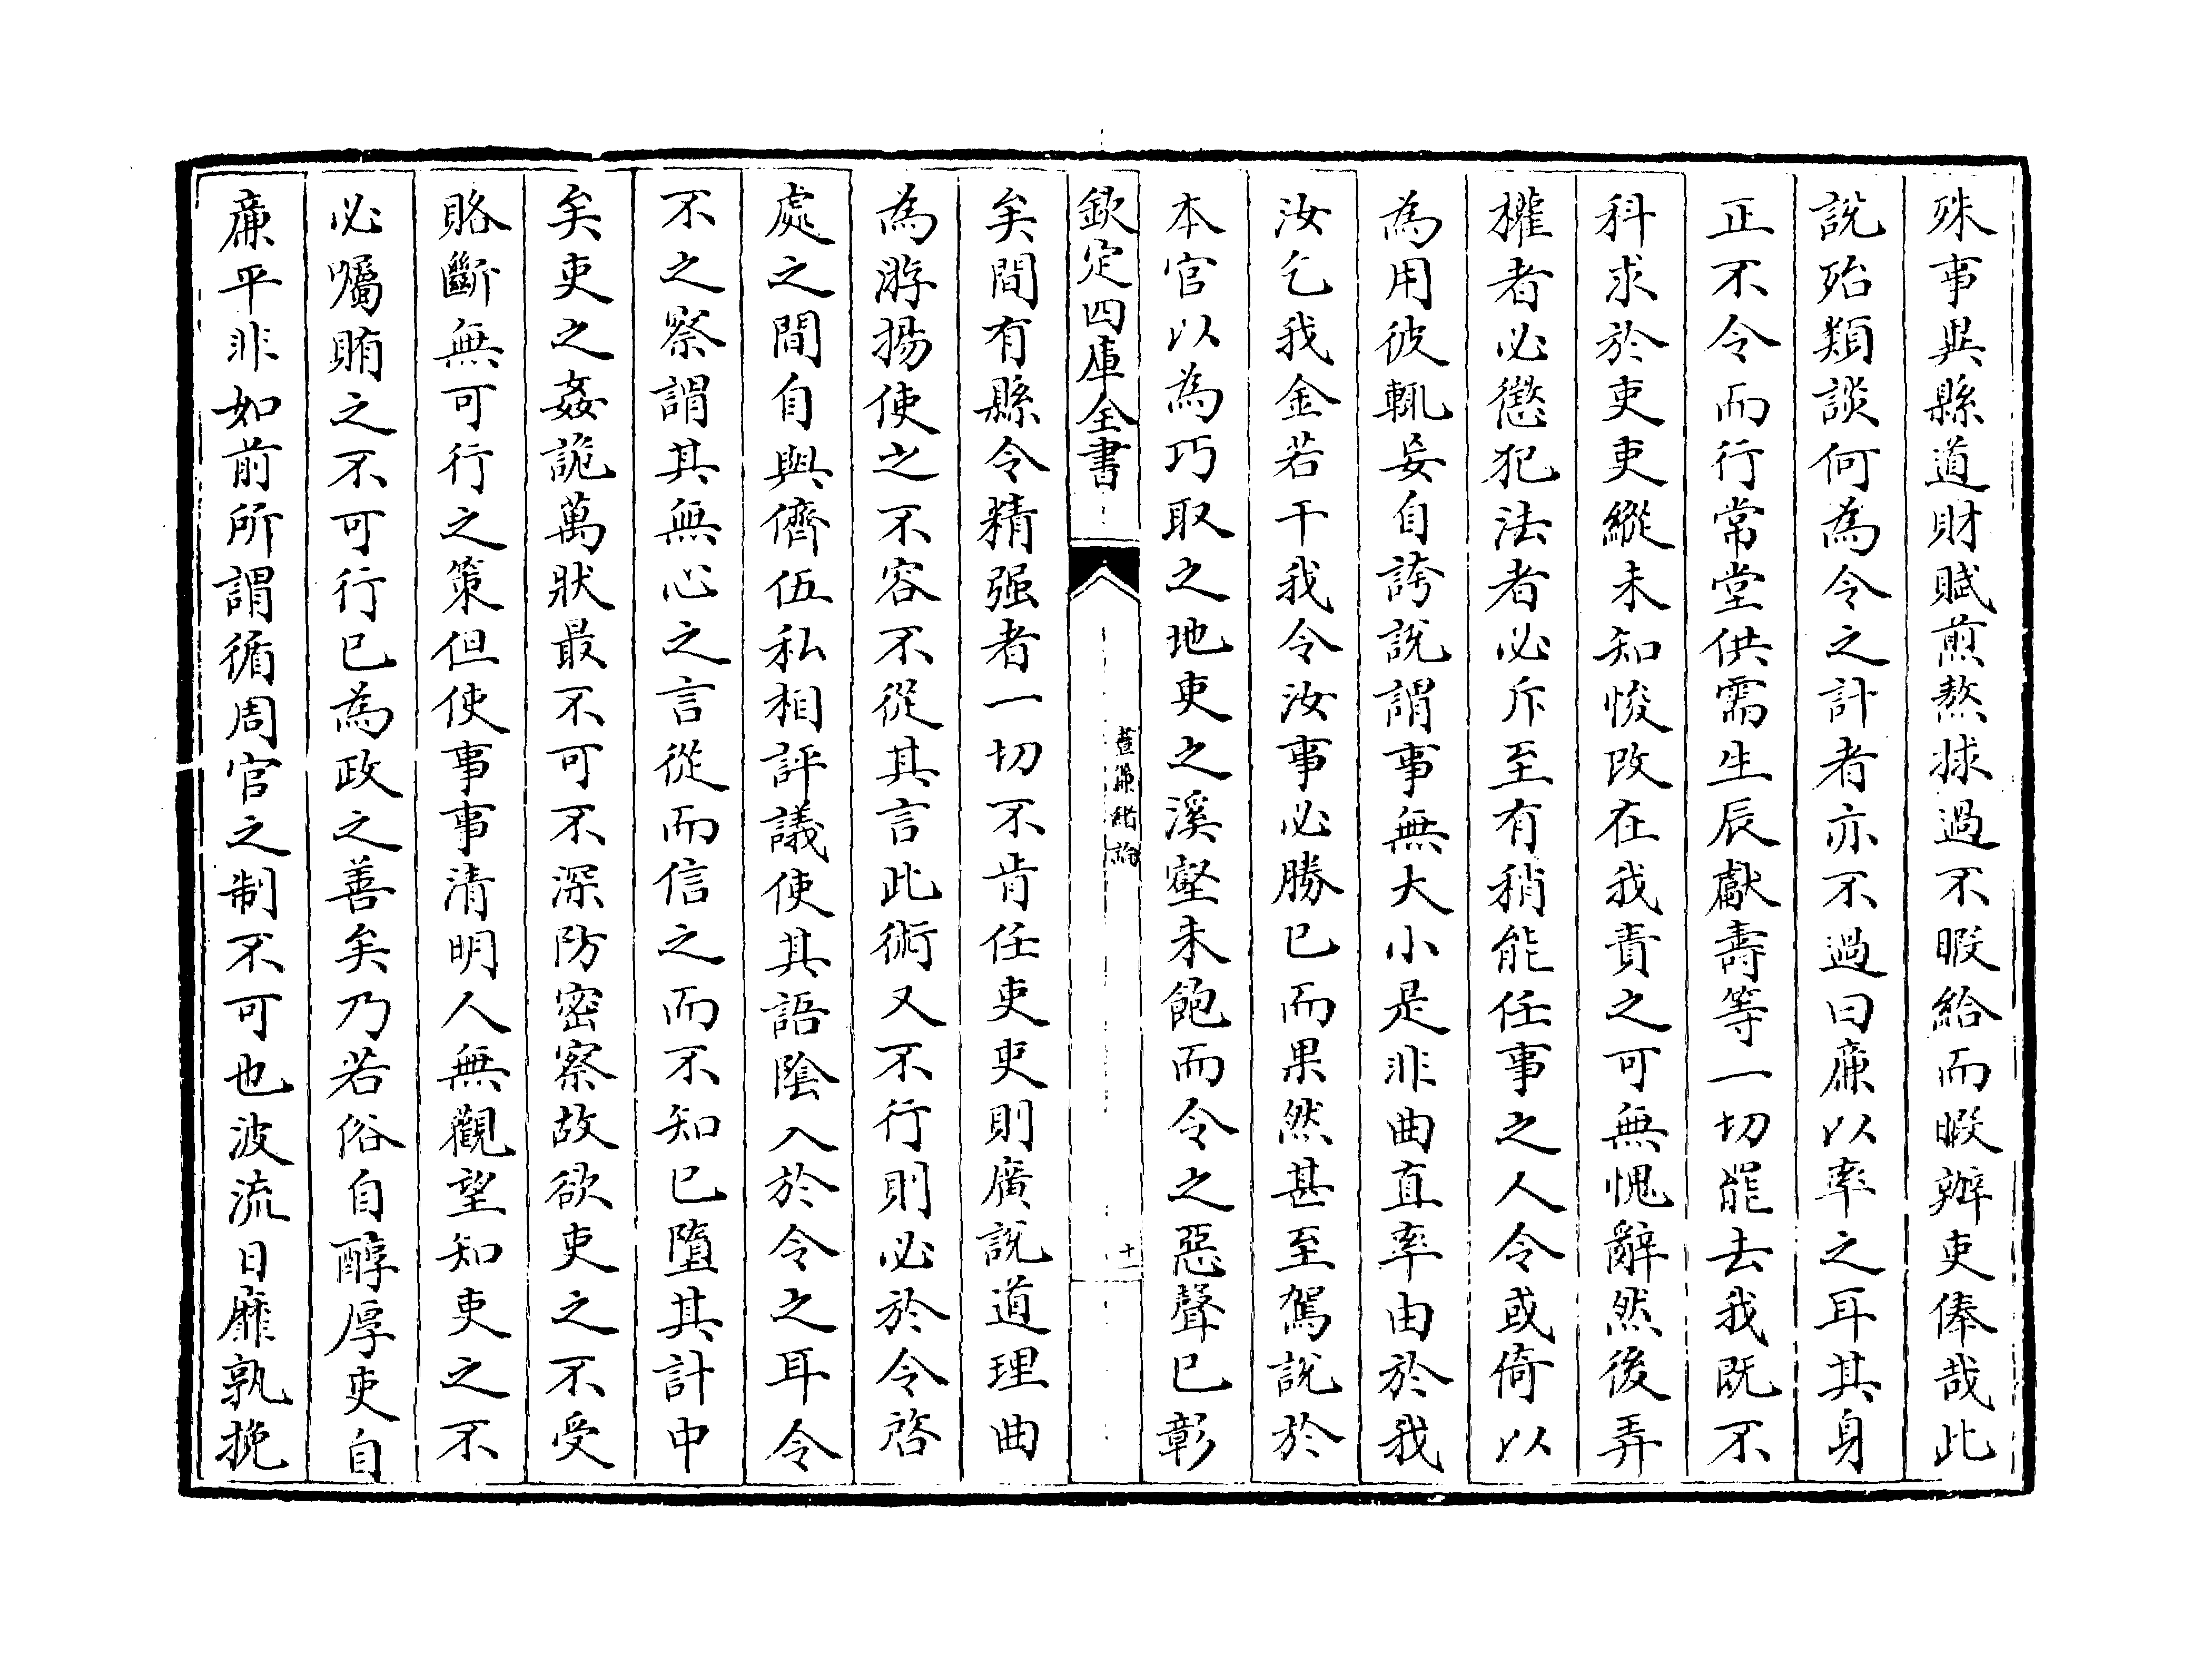 殊事異縣道財賦煎熬捄過不暇給而暇辦吏俸哉此
說殆類談何為令之計者亦不過曰廉以率之耳其身
正不令而行常堂供需生辰獻壽等一切罷去我既不
科求於吏吏縱未知悛改在我責之可無愧辭然後弄
權者必懲犯法者必斥至有稍能任事之人令或倚以
為用彼輒妄自誇說謂事無大小是非曲直率由於我
汝乞我金若干我令汝事必勝已而果然甚至駕說於
本官以為巧取之地吏之溪壑未飽而令之惡聲已彰
欽定四庫全書
晝簾緒論
十一
矣間有縣令精强者一切不肯任吏吏則廣說道理曲
為游揚使之不容不從其言此術又不行則必於令啓
處之間自與儕伍私相評議使其語陰入於令之耳令
不之察謂其無心之言從而信之而不知已墮其計中
矣吏之姦詭萬狀最不可不深防密察故欲吏之不受
賂斷無可行之策但使事事清明人無觀望知吏之不
必囑賄之不可行已為政之善矣乃若俗自醇厚吏自
廉平非如前所謂循周官之制不可也波流日靡孰挽